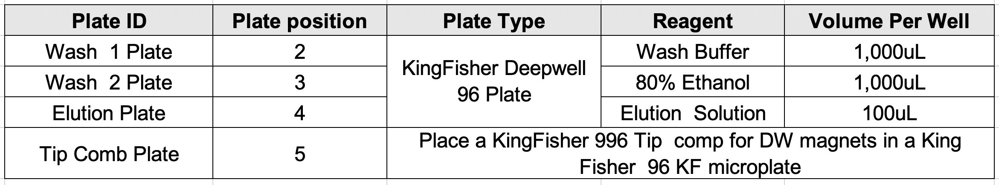 Plate ID Plate position Plate Type Reagent Volume Per Well
Wash 1 Plate 2 KingFisher Deepwell 96 Plate Wash Buffer 1,000uL
Wash 2 Plate 3 80% Ethanol 1,000uL
Elution Plate 4 Elution Solution 100uL
Tip Comb Plate 5 Place a KingFisher 996 Tip comp for DW magnets in a King
Fisher 96 KF microplate